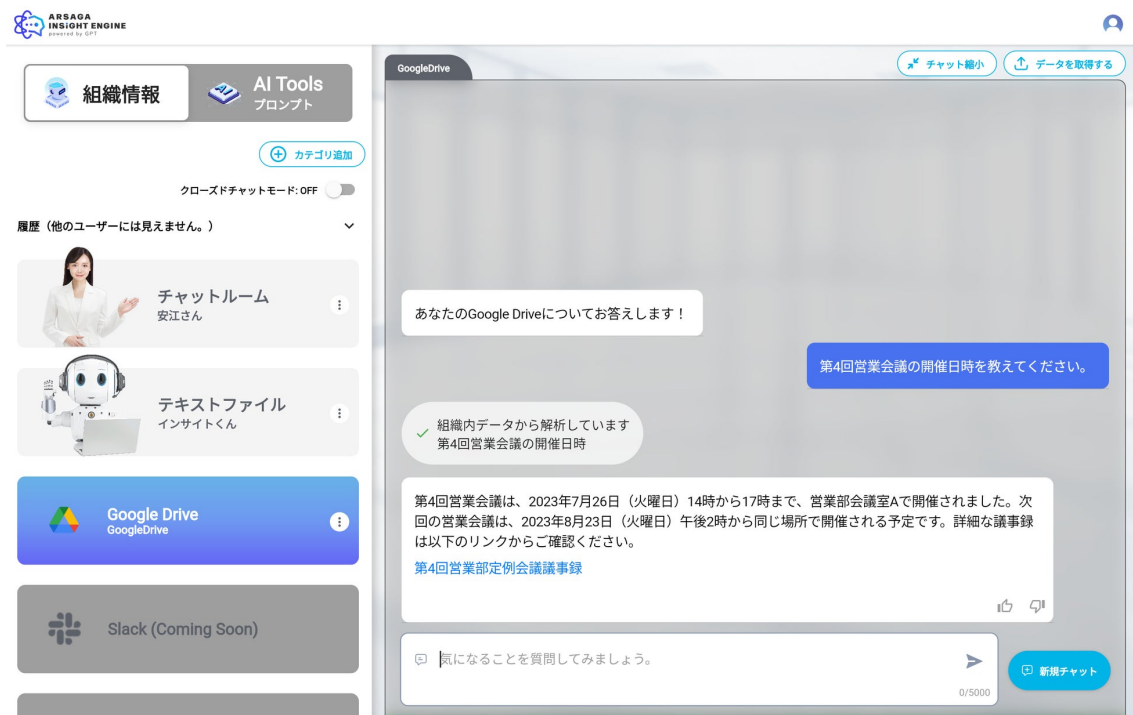 ARSAGA
INSiGHT ENGINE
powered by GPT
組織情報
AI Tools
プロンプト
カテゴリ追加
クローズドチャットモード: OFF
履歴（他のユーザーには見えません。）
チャットルーム
安江さん
テキストファイル
インサイトくん
Google Drive
GoogleDrive
Slack (Coming Soon)
GoogleDrive
チャット縮小
データを取得する
あなたのGoogle Driveについてお答えします！
第4回営業会議の開催日時を教えてください。
組織内データから解析しています
第4回営業会議の開催日時
第4回営業会議は、2023年7月26日（火曜日）14時から17時まで、営業部会議室Aで開催されました。次
回の営業会議は、2023年8月23日（火曜日）午後2時から同じ場所で開催される予定です。詳細な議事録
は以下のリンクからご確認ください。
第4回営業部定例会議議事録
気になることを質問してみましょう。
0/5000
新規チャット